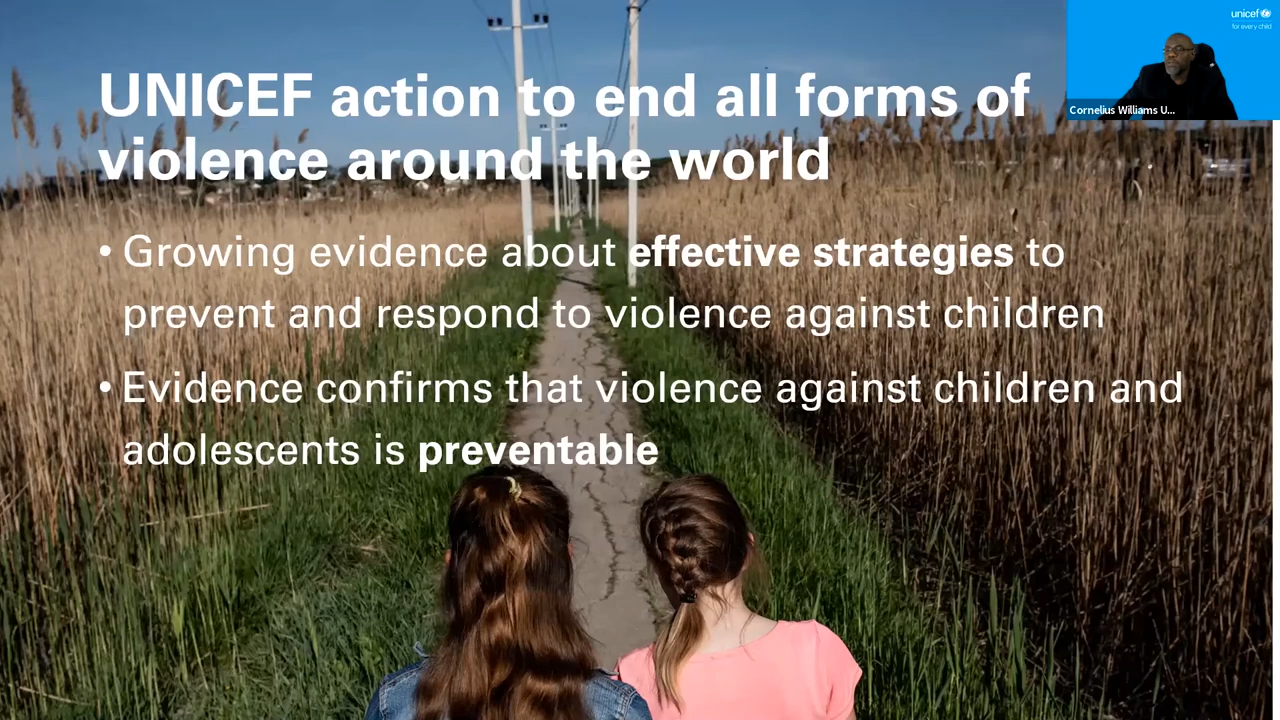 UNICEF action to end all forms of
violence around the world
• Growing evidence about effective strategies to
prevent and respond to violence against children
• Evidence confirms that violence against children and
adolescents is preventable
unicef
for every child
Cornelius Williams U...